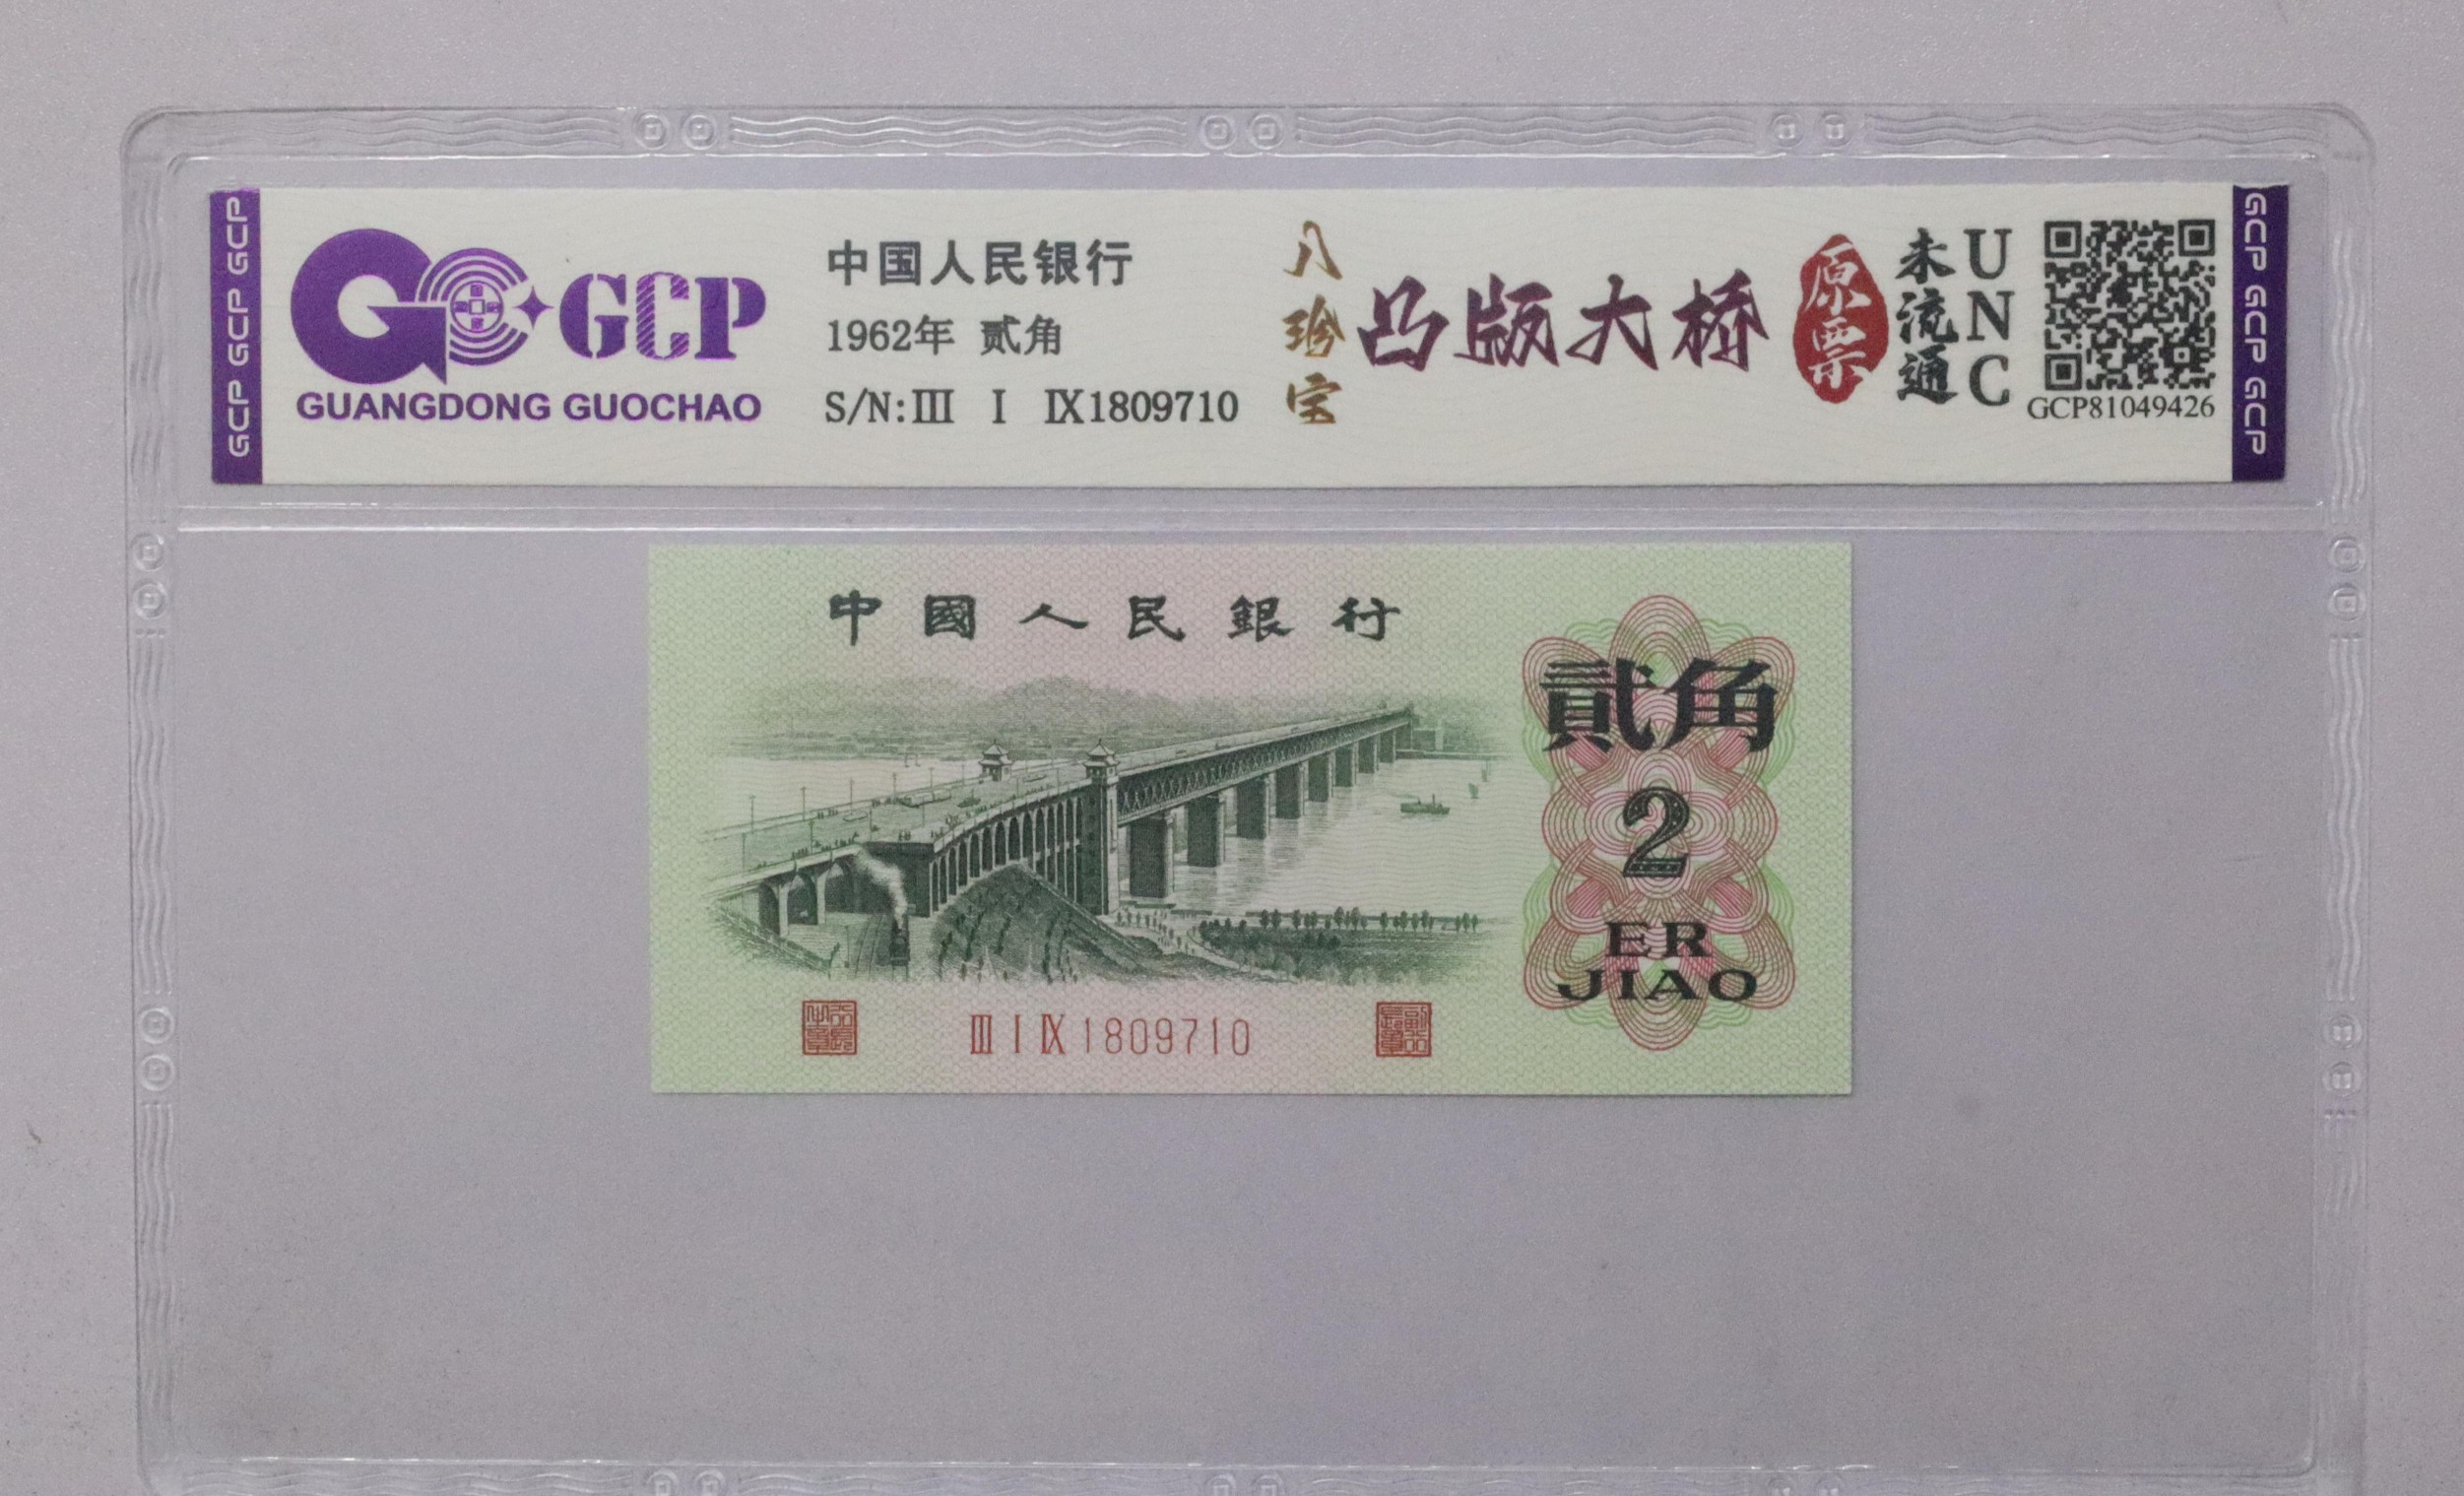 GCP GCP GCP
GCP
GUANGDONG GUOCHAO
中国人民银行
1962年 贰角
S/N:Ⅲ Ⅰ Ⅸ1809710
八珍宝
凸版大桥
原票
未流通
UNC
GCP81049426
GCP GCP GCP
中國人民銀行
貳角
2
ER
JIAO
Ⅲ Ⅰ Ⅸ 1809710